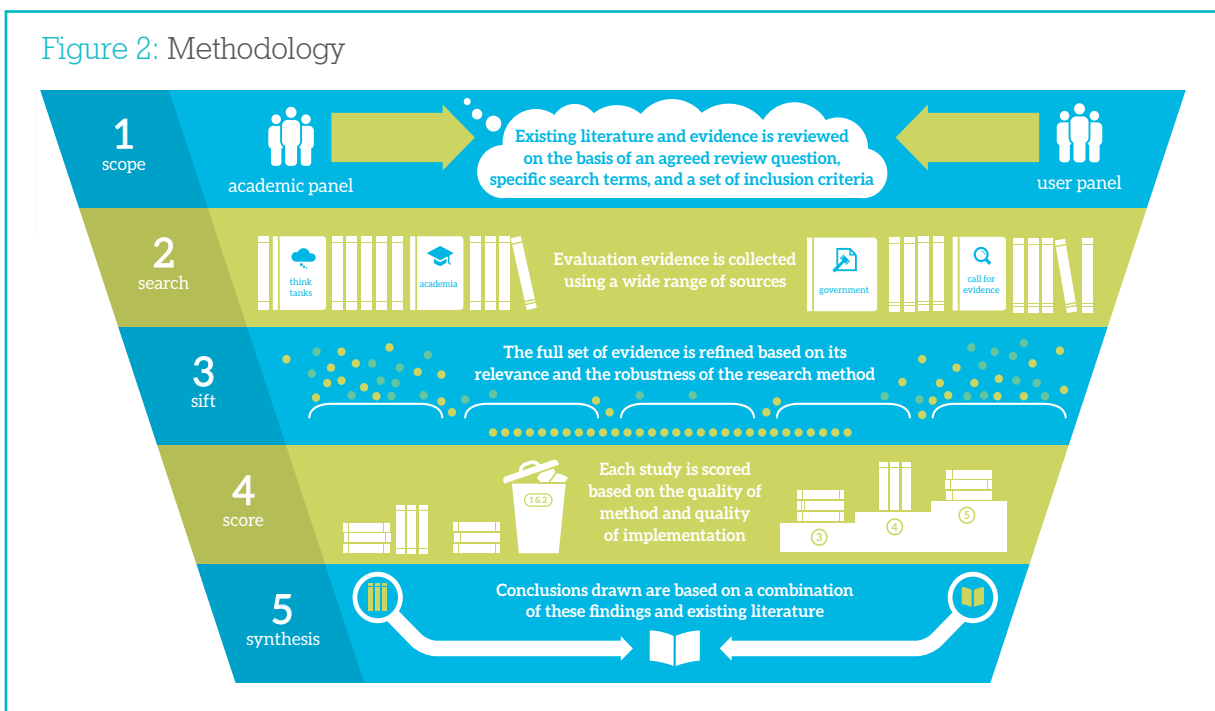 Figure 2: Methodology
1
scope
academic panel
Existing literature and evidence is reviewed
on the basis of an agreed review question,
specific search terms, and a set of inclusion criteria
user panel
2
search
think
tanks
academia
Evaluation evidence is collected
using a wide range of sources
government
call for
evidence
3
sift
The full set of evidence is refined based on its
relevance and the robustness of the research method
4
score
1 & 2
Each study is scored
based on the quality of
method and quality
of implementation
3
4
5
5
synthesis
Conclusions drawn are based on a combination
of these findings and existing literature